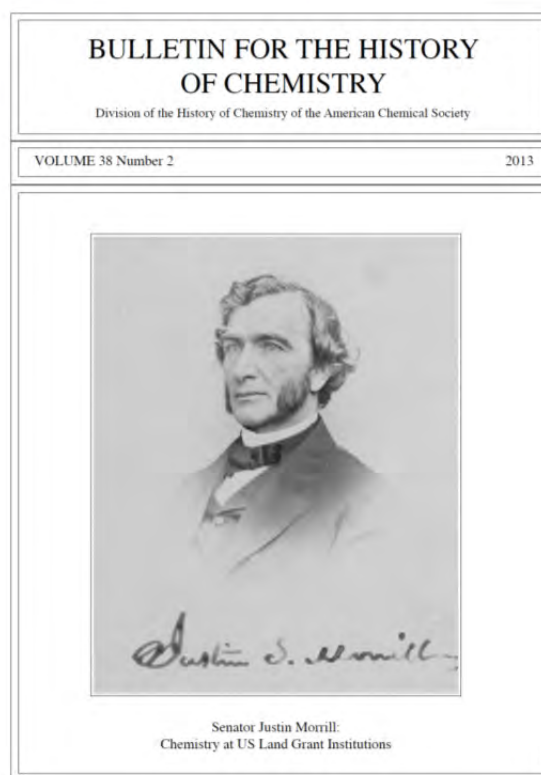 BULLETIN FOR THE HISTORY
OF CHEMISTRY
Division of the History of Chemistry of the American Chemical Society
VOLUME 38 Number 2
2013
Justin S. Morrill
Senator Justin Morrill:
Chemistry at US Land Grant Institutions